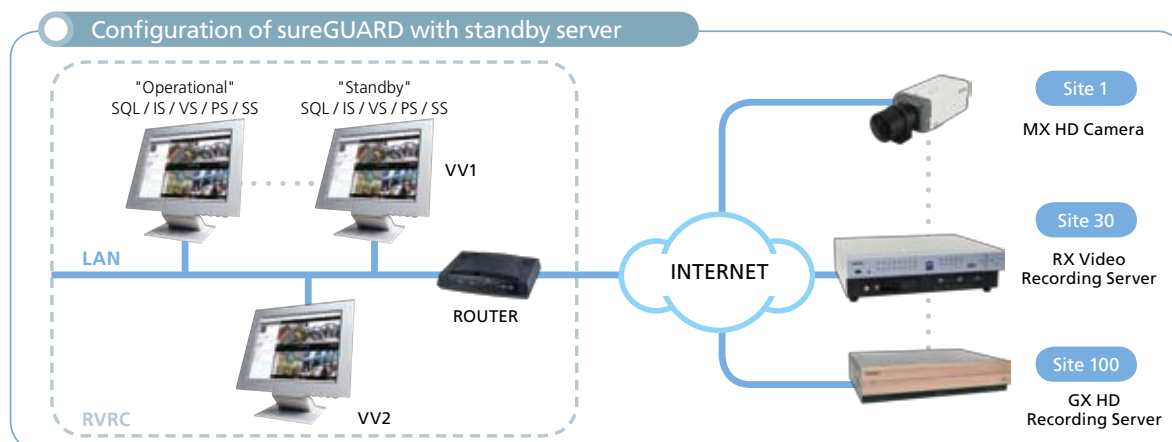 Configuration of sureGUARD with standby server
"Operational"
SQL / IS / VS / PS / SS
"Standby"
SQL / IS / VS / PS / SS
VV1
LAN
ROUTER
VV2
RVRC
INTERNET
Site 1
MX HD Camera
Site 30
RX Video
Recording Server
Site 100
GX HD
Recording Server